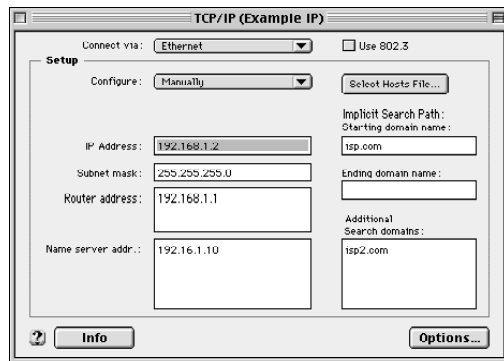 TCP/IP (Example IP)
Connect via: Ethernet
Use 802.3
Setup
Configure: Manually
Select Hosts File...
Implicit Search Path:
Starting domain name:
IP Address: 192.168.1.2
isp.com
Subnet mask: 255.255.255.0
Ending domain name:
Router address: 192.168.1.1
Additional
Search domains:
Name server addr.: 192.16.1.10
isp2.com
?
Info
Options...